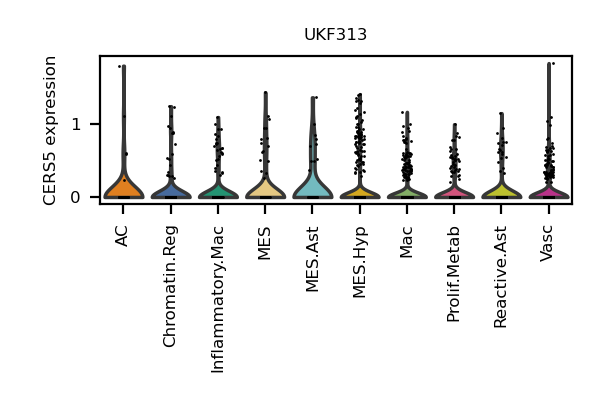 UKF313
CERS5 expression
1
0
AC
Chromatin.Reg
Inflammatory.Mac
MES
MES.Ast
MES.Hyp
Mac
Prolif.Metab
Reactive.Ast
Vasc